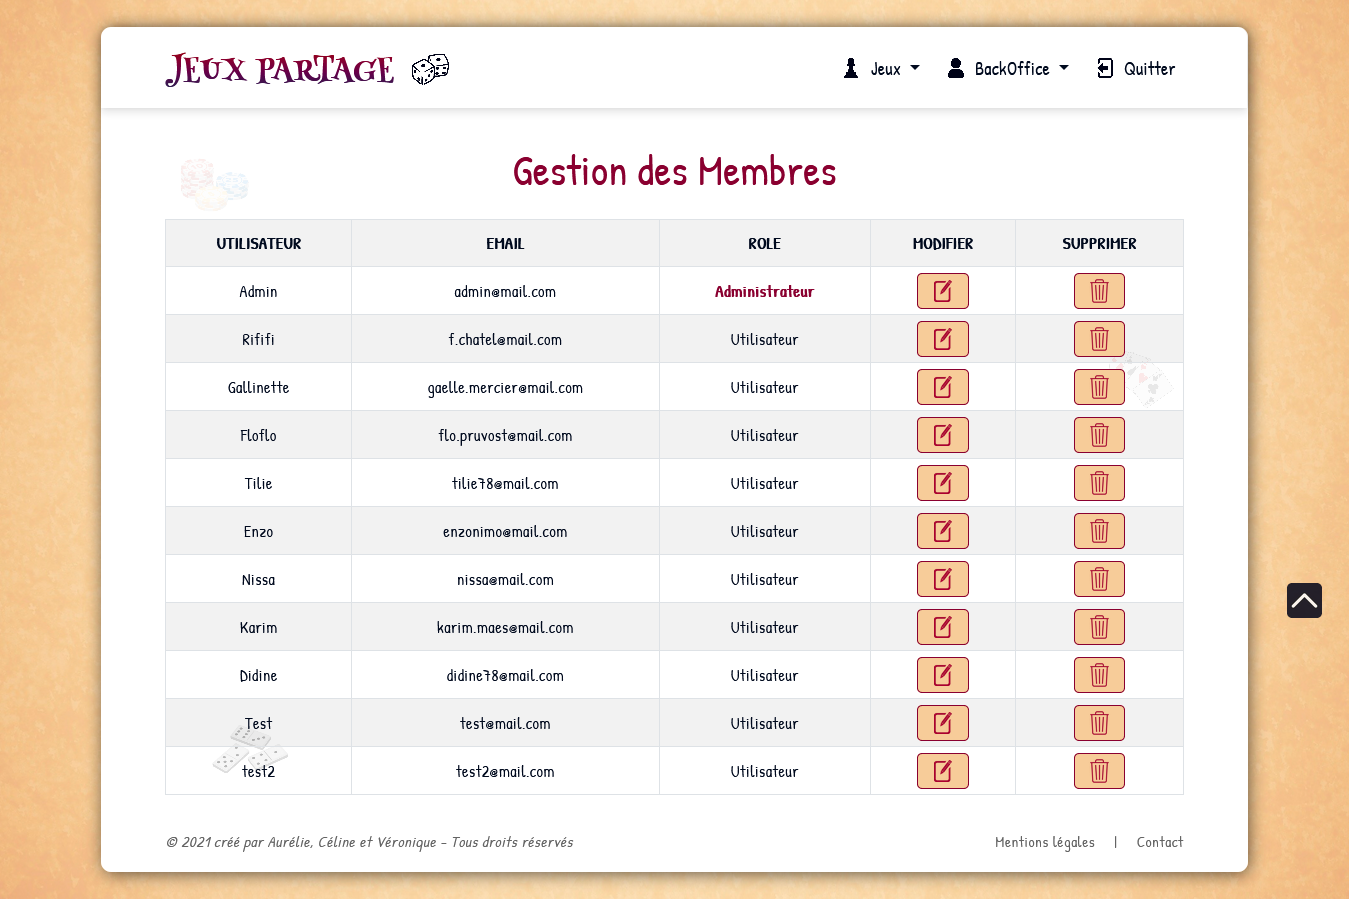 JEUX PARTAGE Jeux BackOffice Quitter
Gestion des Membres
UTILISATEUR EMAIL ROLE MODIFIER SUPPRIMER
Admin admin@mail.com Administrateur
Rififi f.chatel@mail.com Utilisateur
Gallinette gaelle.mercier@mail.com Utilisateur
Floflo flo.pruvost@mail.com Utilisateur
Tilie tilie78@mail.com Utilisateur
Enzo enzonimo@mail.com Utilisateur
Nissa nissa@mail.com Utilisateur
Karim karim.maes@mail.com Utilisateur
Didine didine78@mail.com Utilisateur
Test test@mail.com Utilisateur
test2 test2@mail.com Utilisateur
© 2021 créé par Aurélie, Céline et Véronique - Tous droits réservés Mentions légales | Contact